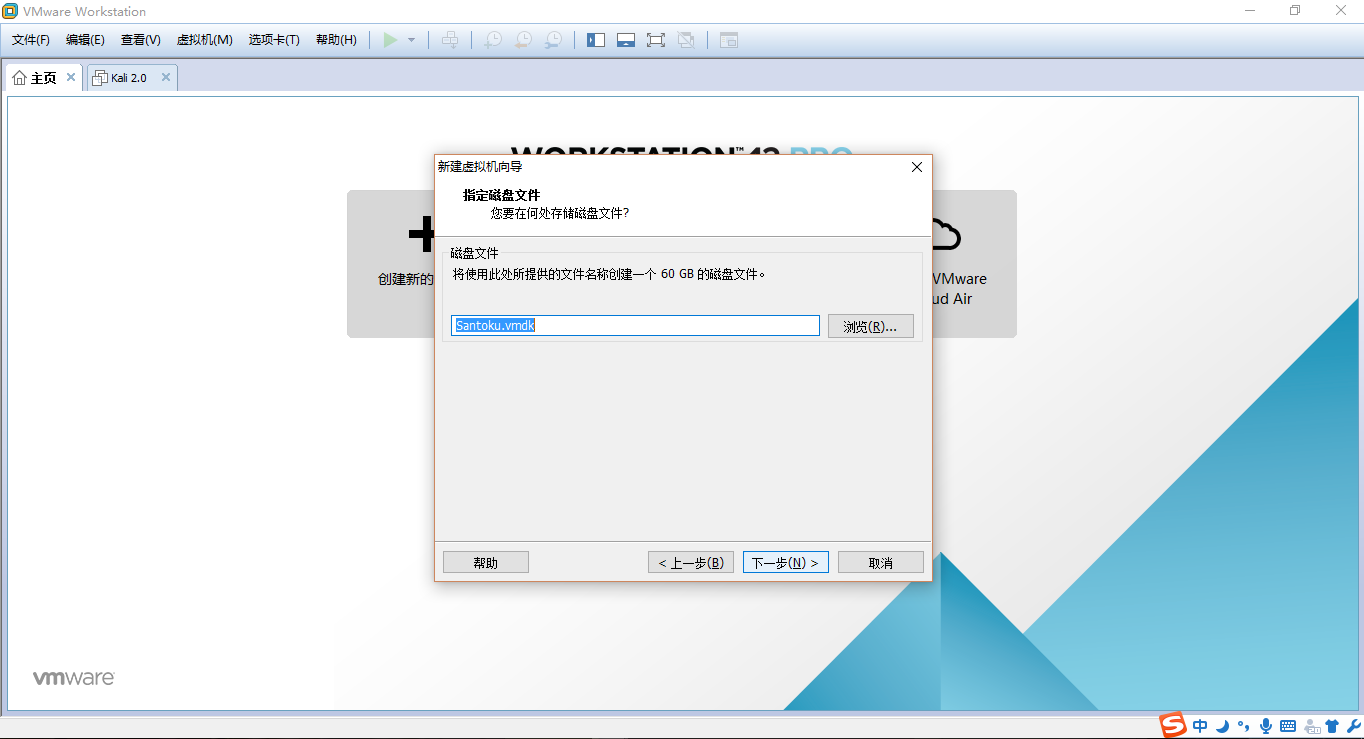 VMware Workstation
文件(F) 编辑(E) 查看(V) 虚拟机(M) 选项卡(T) 帮助(H)
主页 Kali 2.0
WORKSTATION™ 12 PRO
新建虚拟机向导
指定磁盘文件
您要在何处存储磁盘文件?
创建新的
VMware
ud Air
磁盘文件
将使用此处所提供的文件名称创建一个 60 GB 的磁盘文件。
Santoku.vmdk
浏览(R)...
帮助 < 上一步(B) 下一步(N) > 取消
vmware
S 中